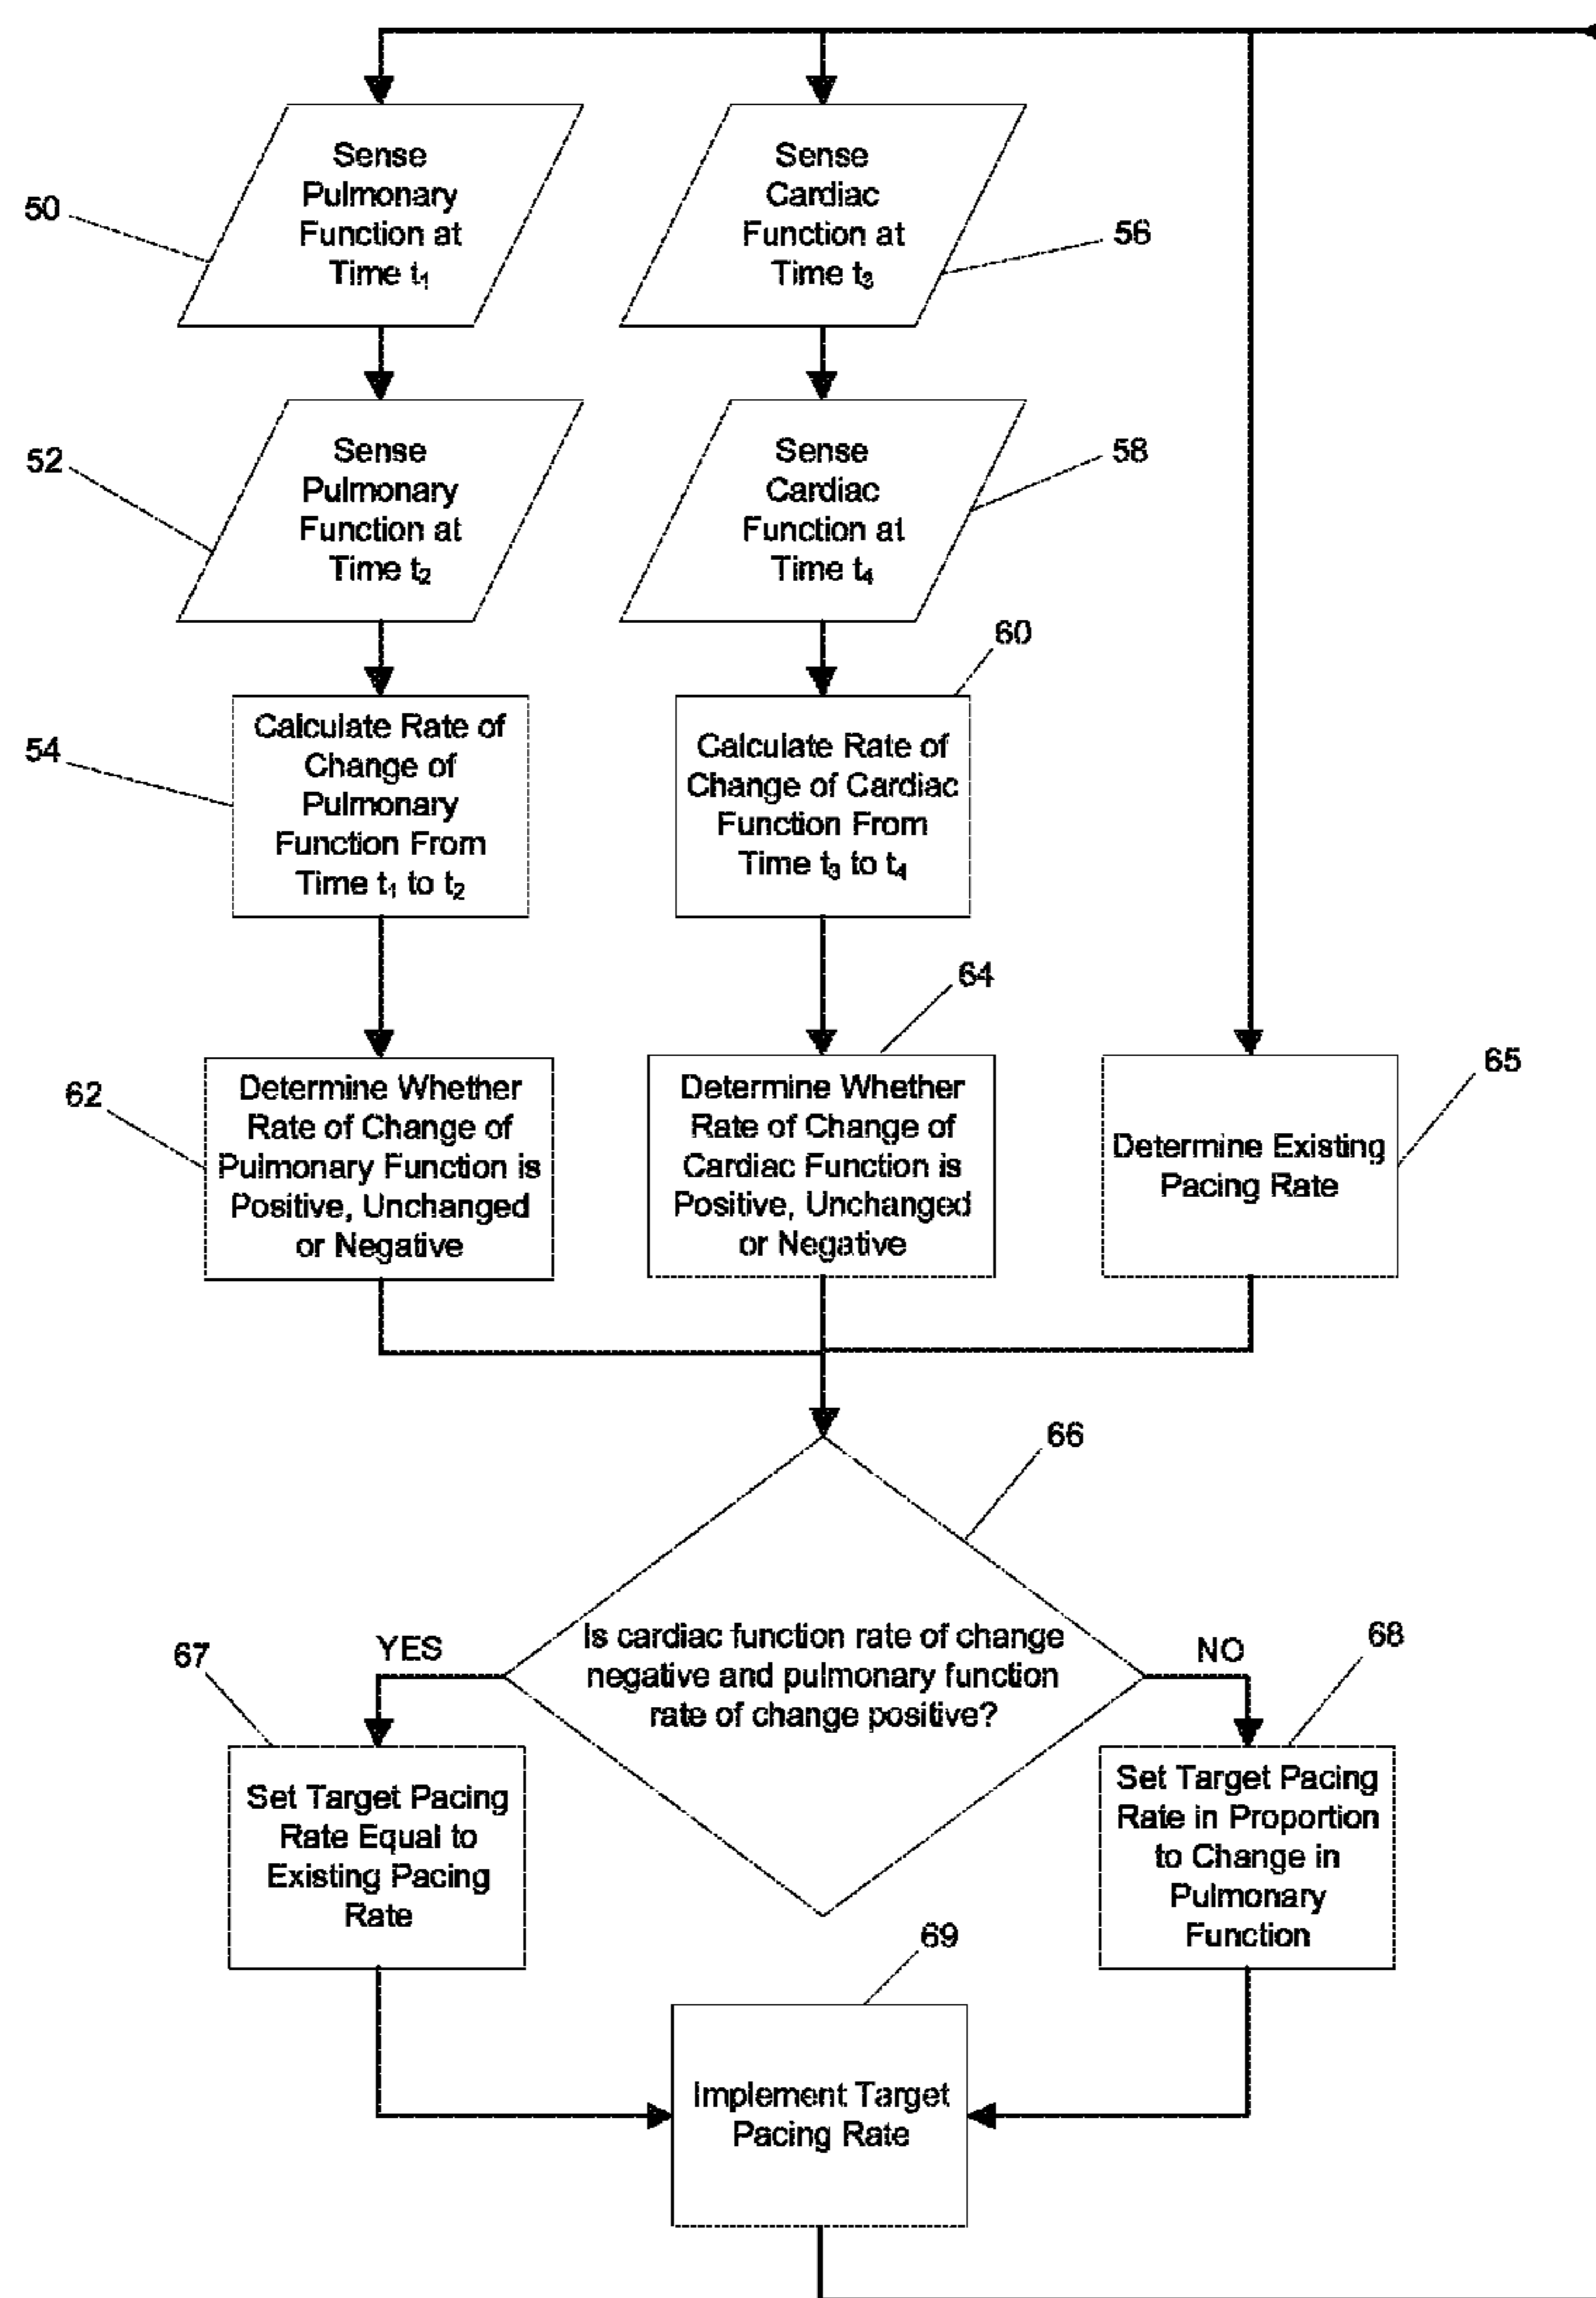 Sense
Pulmonary
Function at
Time t₁
50
Sense
Cardiac
Function at
Time t₃
56
Sense
Pulmonary
Function at
Time t₂
52
Sense
Cardiac
Function at
Time t₄
58
60
Calculate Rate of
Change of
Pulmonary
Function From
Time t₁ to t₂
54
Calculate Rate of
Change of Cardiac
Function From
Time t₃ to t₄
64
62
Determine Whether
Rate of Change of
Pulmonary Function is
Positive, Unchanged
or Negative
Determine Whether
Rate of Change of
Cardiac Function is
Positive, Unchanged
or Negative
Determine Existing
Pacing Rate
65
66
Is cardiac function rate of change
negative and pulmonary function
rate of change positive?
YES
NO
67
68
Set Target Pacing
Rate Equal to
Existing Pacing
Rate
Set Target Pacing
Rate in Proportion
to Change in
Pulmonary
Function
69
Implement Target
Pacing Rate